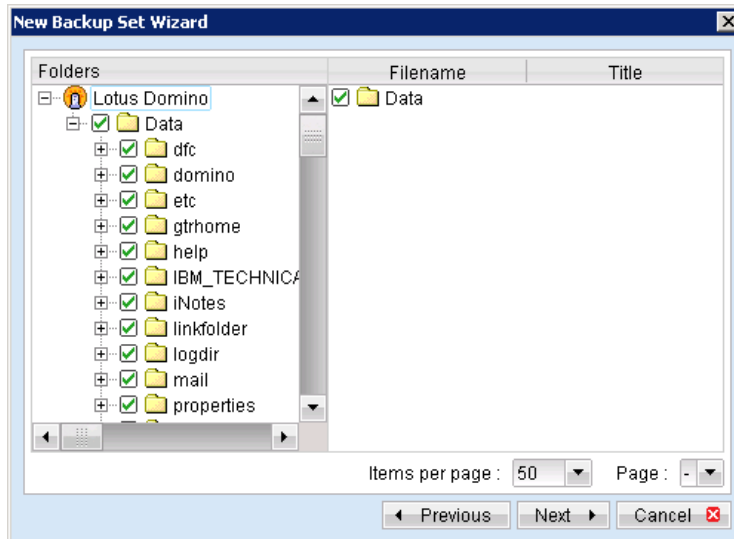 New Backup Set Wizard
Folders Filename Title
Lotus Domino
Data
Data
dfc
domino
etc
gtrhome
help
IBM_TECHNICA
iNotes
linkfolder
logdir
mail
properties
Items per page : 50 Page : -
Previous Next Cancel